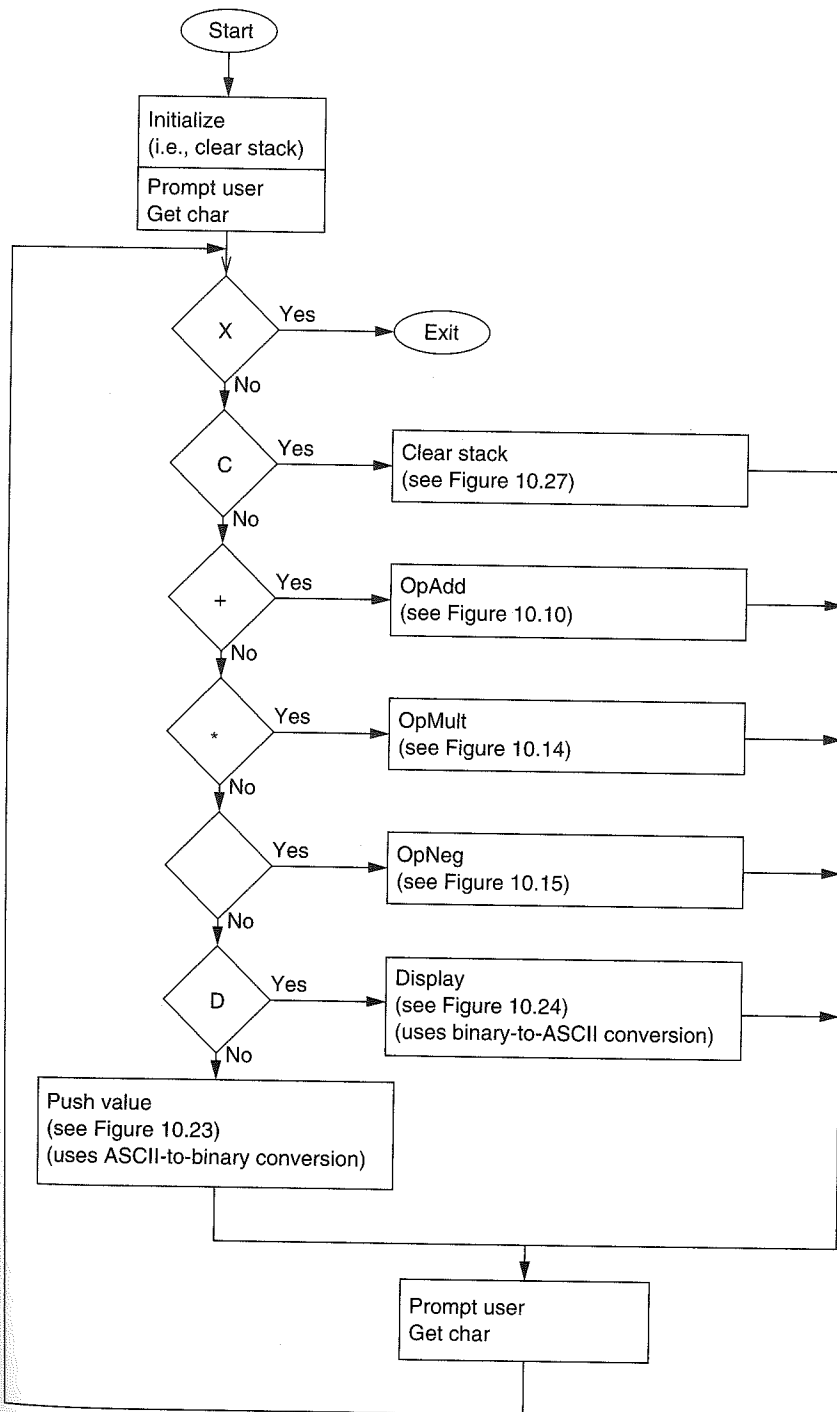 Start
Initialize
(i.e., clear stack)
Prompt user
Get char
X
Yes
Exit
No
C
Yes
Clear stack
(see Figure 10.27)
No
+
Yes
OpAdd
(see Figure 10.10)
No
*
Yes
OpMult
(see Figure 10.14)
No
Yes
OpNeg
(see Figure 10.15)
No
D
Yes
Display
(see Figure 10.24)
(uses binary-to-ASCII conversion)
No
Push value
(see Figure 10.23)
(uses ASCII-to-binary conversion)
Prompt user
Get char